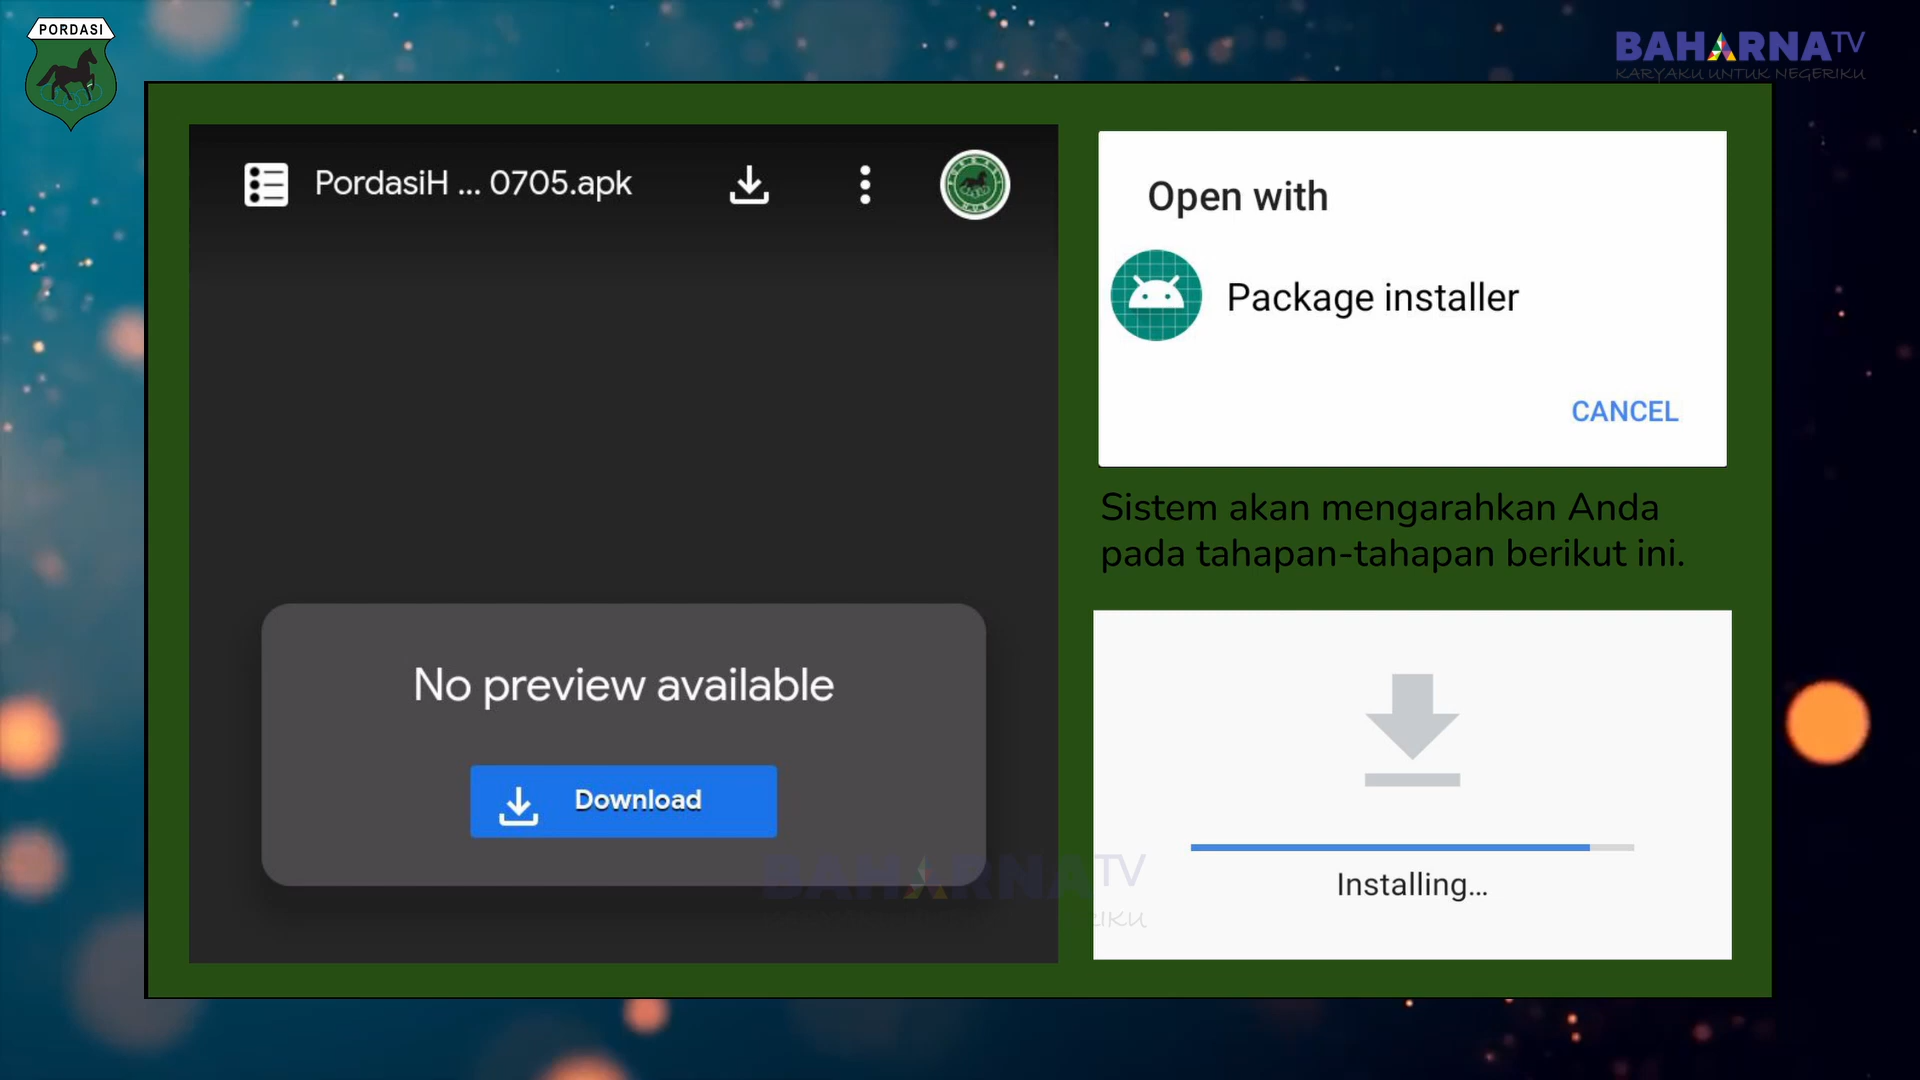 PORDASI
BAHARNATV
KARYAKU UNTUK NEGERIKU
PordasiH ... 0705.apk
No preview available
Download
Open with
Package installer
CANCEL
Sistem akan mengarahkan Anda
pada tahapan-tahapan berikut ini.
Installing...
BAHARNATV